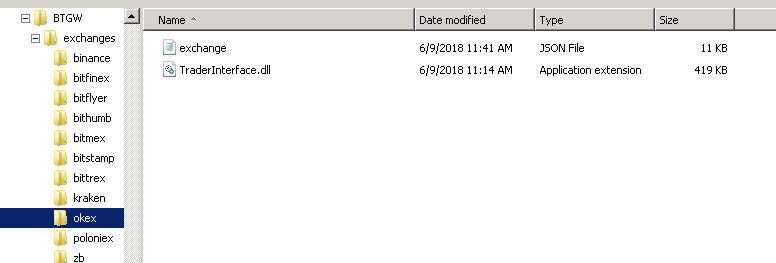 BTGW
exchanges
binance
bitfinex
bitflyer
bithumb
bitmex
bitstamp
bittrex
kraken
okex
poloniex
zb
Name Date modified Type Size
exchange 6/9/2018 11:41 AM JSON File 11 KB
TraderInterface.dll 6/9/2018 11:14 AM Application extension 419 KB